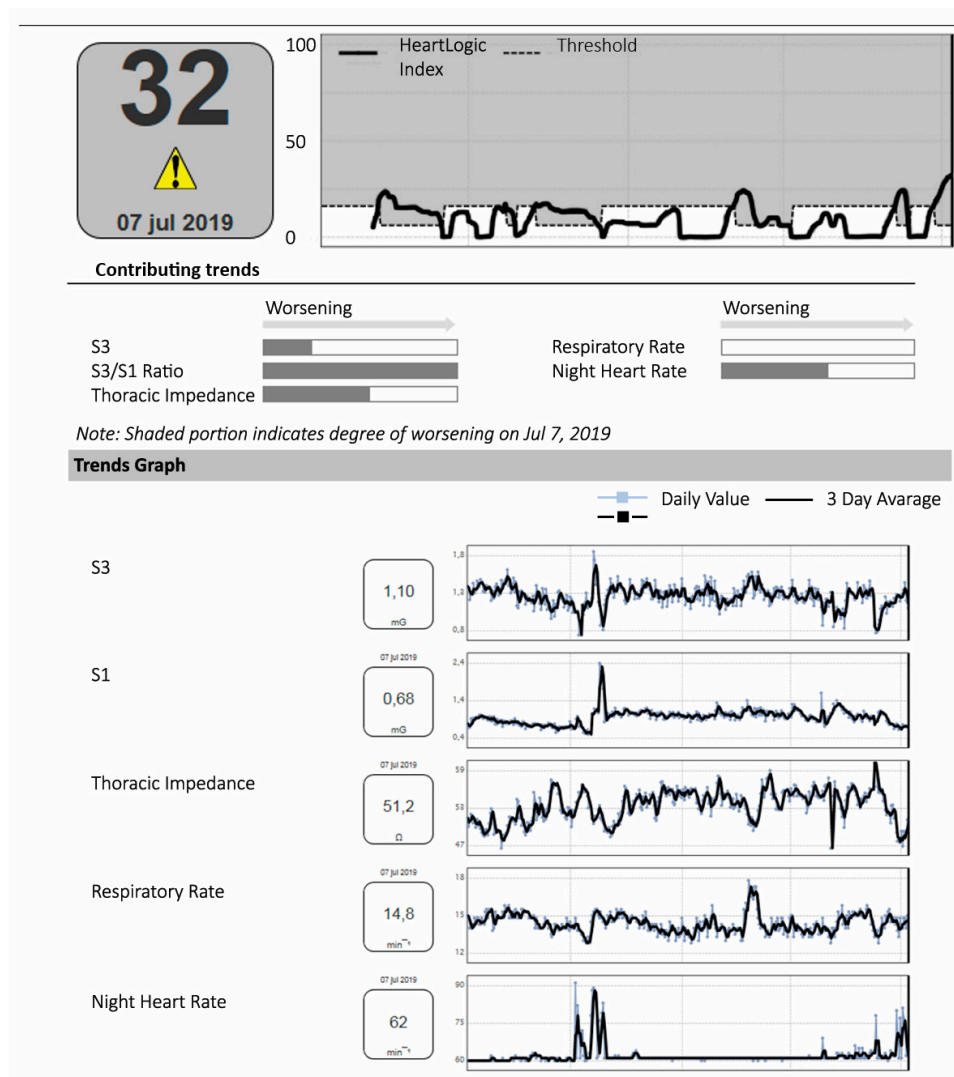 32
07 jul 2019
100
50
0
HeartLogic Index
Threshold
Contributing trends
Worsening
Worsening
S3
S3/S1 Ratio
Thoracic Impedance
Respiratory Rate
Night Heart Rate
Note: Shaded portion indicates degree of worsening on Jul 7, 2019
Trends Graph
Daily Value
3 Day Avarage
S3
1,10
mG
1,8
1,3
0,8
07 jul 2019
S1
0,68
mG
2,4
1,4
0,4
07 jul 2019
Thoracic Impedance
51,2
Ω
59
53
47
07 jul 2019
Respiratory Rate
14,8
min⁻¹
18
15
12
07 jul 2019
Night Heart Rate
62
min⁻¹
90
75
60